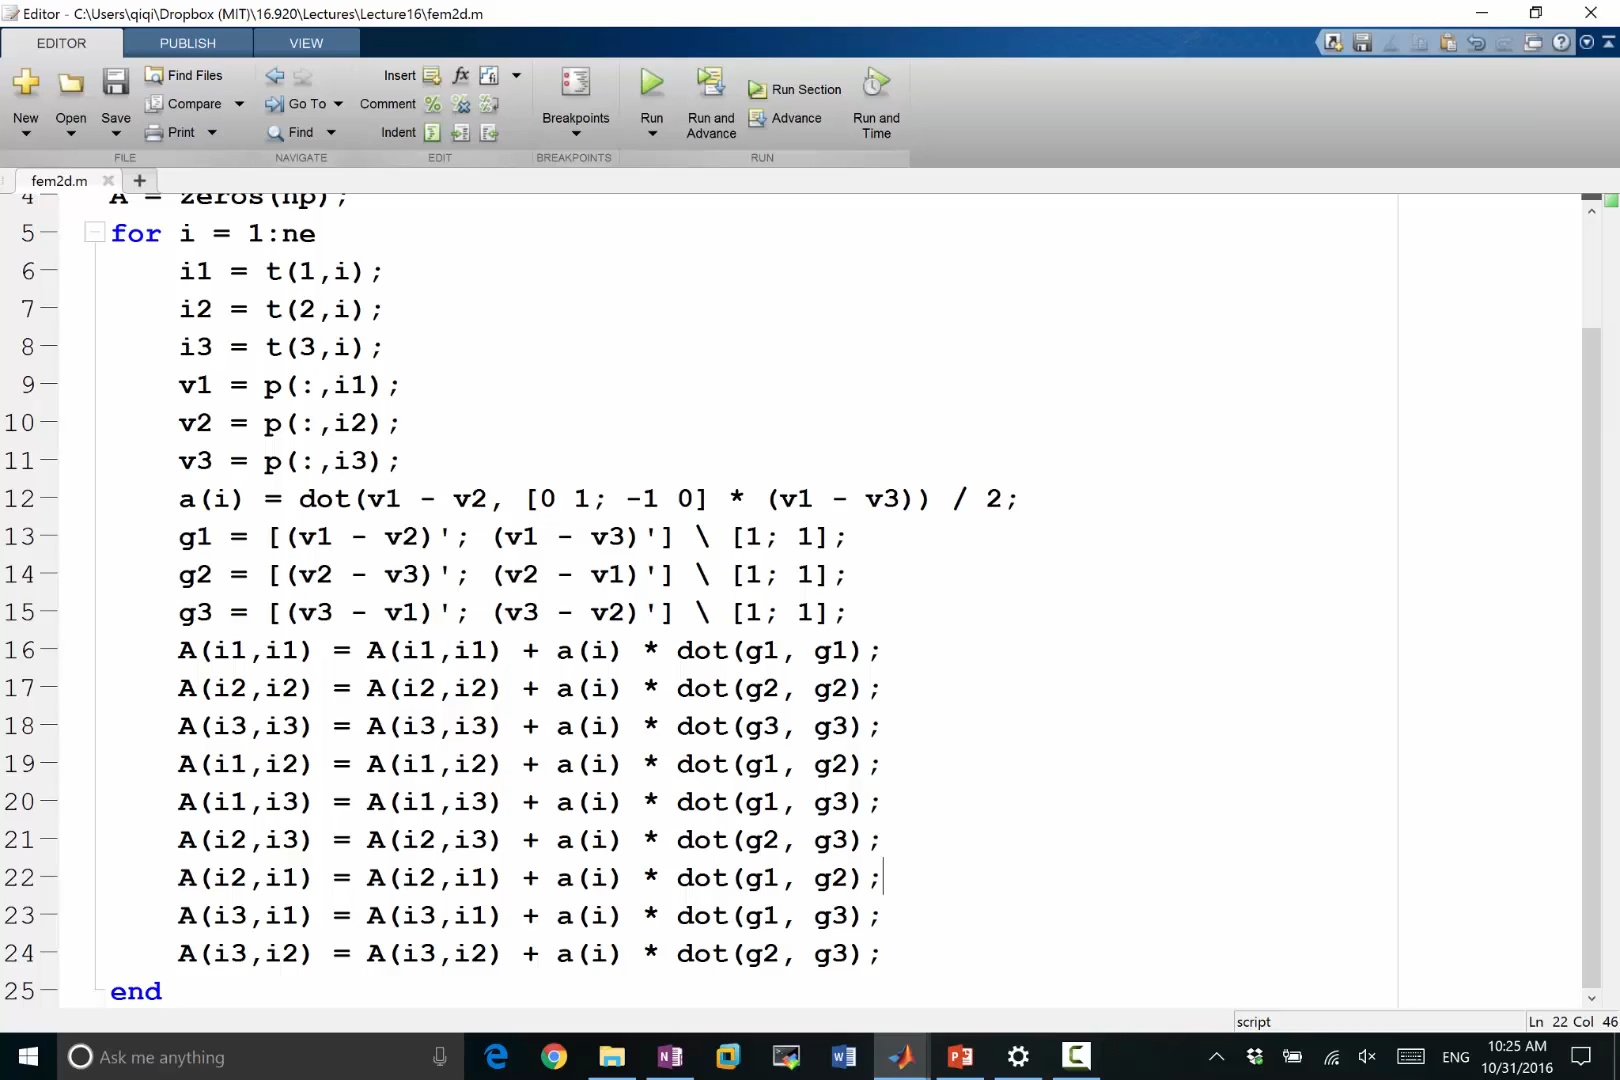 Editor - C:\Users\qiqi\Dropbox (MIT)\16.920\Lectures\Lecture16\fem2d.m
EDITOR PUBLISH VIEW
New Open Save Find Files Compare Print
FILE
Go To Find
NAVIGATE
Insert fx Comment Indent
EDIT
Breakpoints
BREAKPOINTS
Run Run and Advance Run Section Advance Run and Time
RUN
fem2d.m
4 A = zeros(np);
5 for i = 1:ne
6 i1 = t(1,i);
7 i2 = t(2,i);
8 i3 = t(3,i);
9 v1 = p(:,i1);
10 v2 = p(:,i2);
11 v3 = p(:,i3);
12 a(i) = dot(v1 - v2, [0 1; -1 0] * (v1 - v3)) / 2;
13 g1 = [(v1 - v2)'; (v1 - v3)'] \ [1; 1];
14 g2 = [(v2 - v3)'; (v2 - v1)'] \ [1; 1];
15 g3 = [(v3 - v1)'; (v3 - v2)'] \ [1; 1];
16 A(i1,i1) = A(i1,i1) + a(i) * dot(g1, g1);
17 A(i2,i2) = A(i2,i2) + a(i) * dot(g2, g2);
18 A(i3,i3) = A(i3,i3) + a(i) * dot(g3, g3);
19 A(i1,i2) = A(i1,i2) + a(i) * dot(g1, g2);
20 A(i1,i3) = A(i1,i3) + a(i) * dot(g1, g3);
21 A(i2,i3) = A(i2,i3) + a(i) * dot(g2, g3);
22 A(i2,i1) = A(i2,i1) + a(i) * dot(g1, g2);
23 A(i3,i1) = A(i3,i1) + a(i) * dot(g1, g3);
24 A(i3,i2) = A(i3,i2) + a(i) * dot(g2, g3);
25 end
script Ln 22 Col 46
Ask me anything
ENG
10:25 AM
10/31/2016